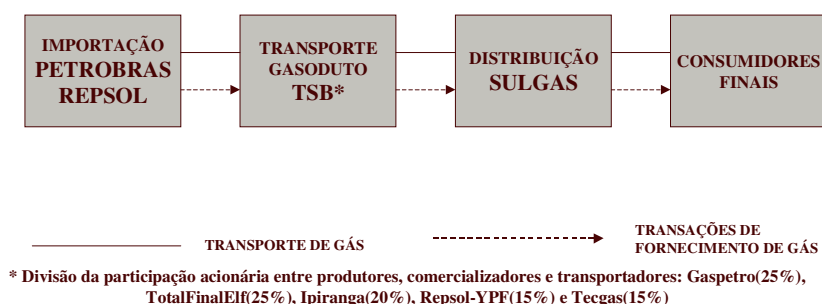 IMPORTAÇÃO
PETROBRAS
REPSOL
TRANSPORTE
GASODUTO
TSB*
DISTRIBUIÇÃO
SULGAS
CONSUMIDORES
FINAIS
TRANSPORTE DE GÁS
TRANSAÇÕES DE
FORNECIMENTO DE GÁS
* Divisão da participação acionária entre produtores, comercializadores e transportadores: Gaspetro(25%),
TotalFinalElf(25%), Ipiranga(20%), Repsol-YPF(15%) e Tecgas(15%)